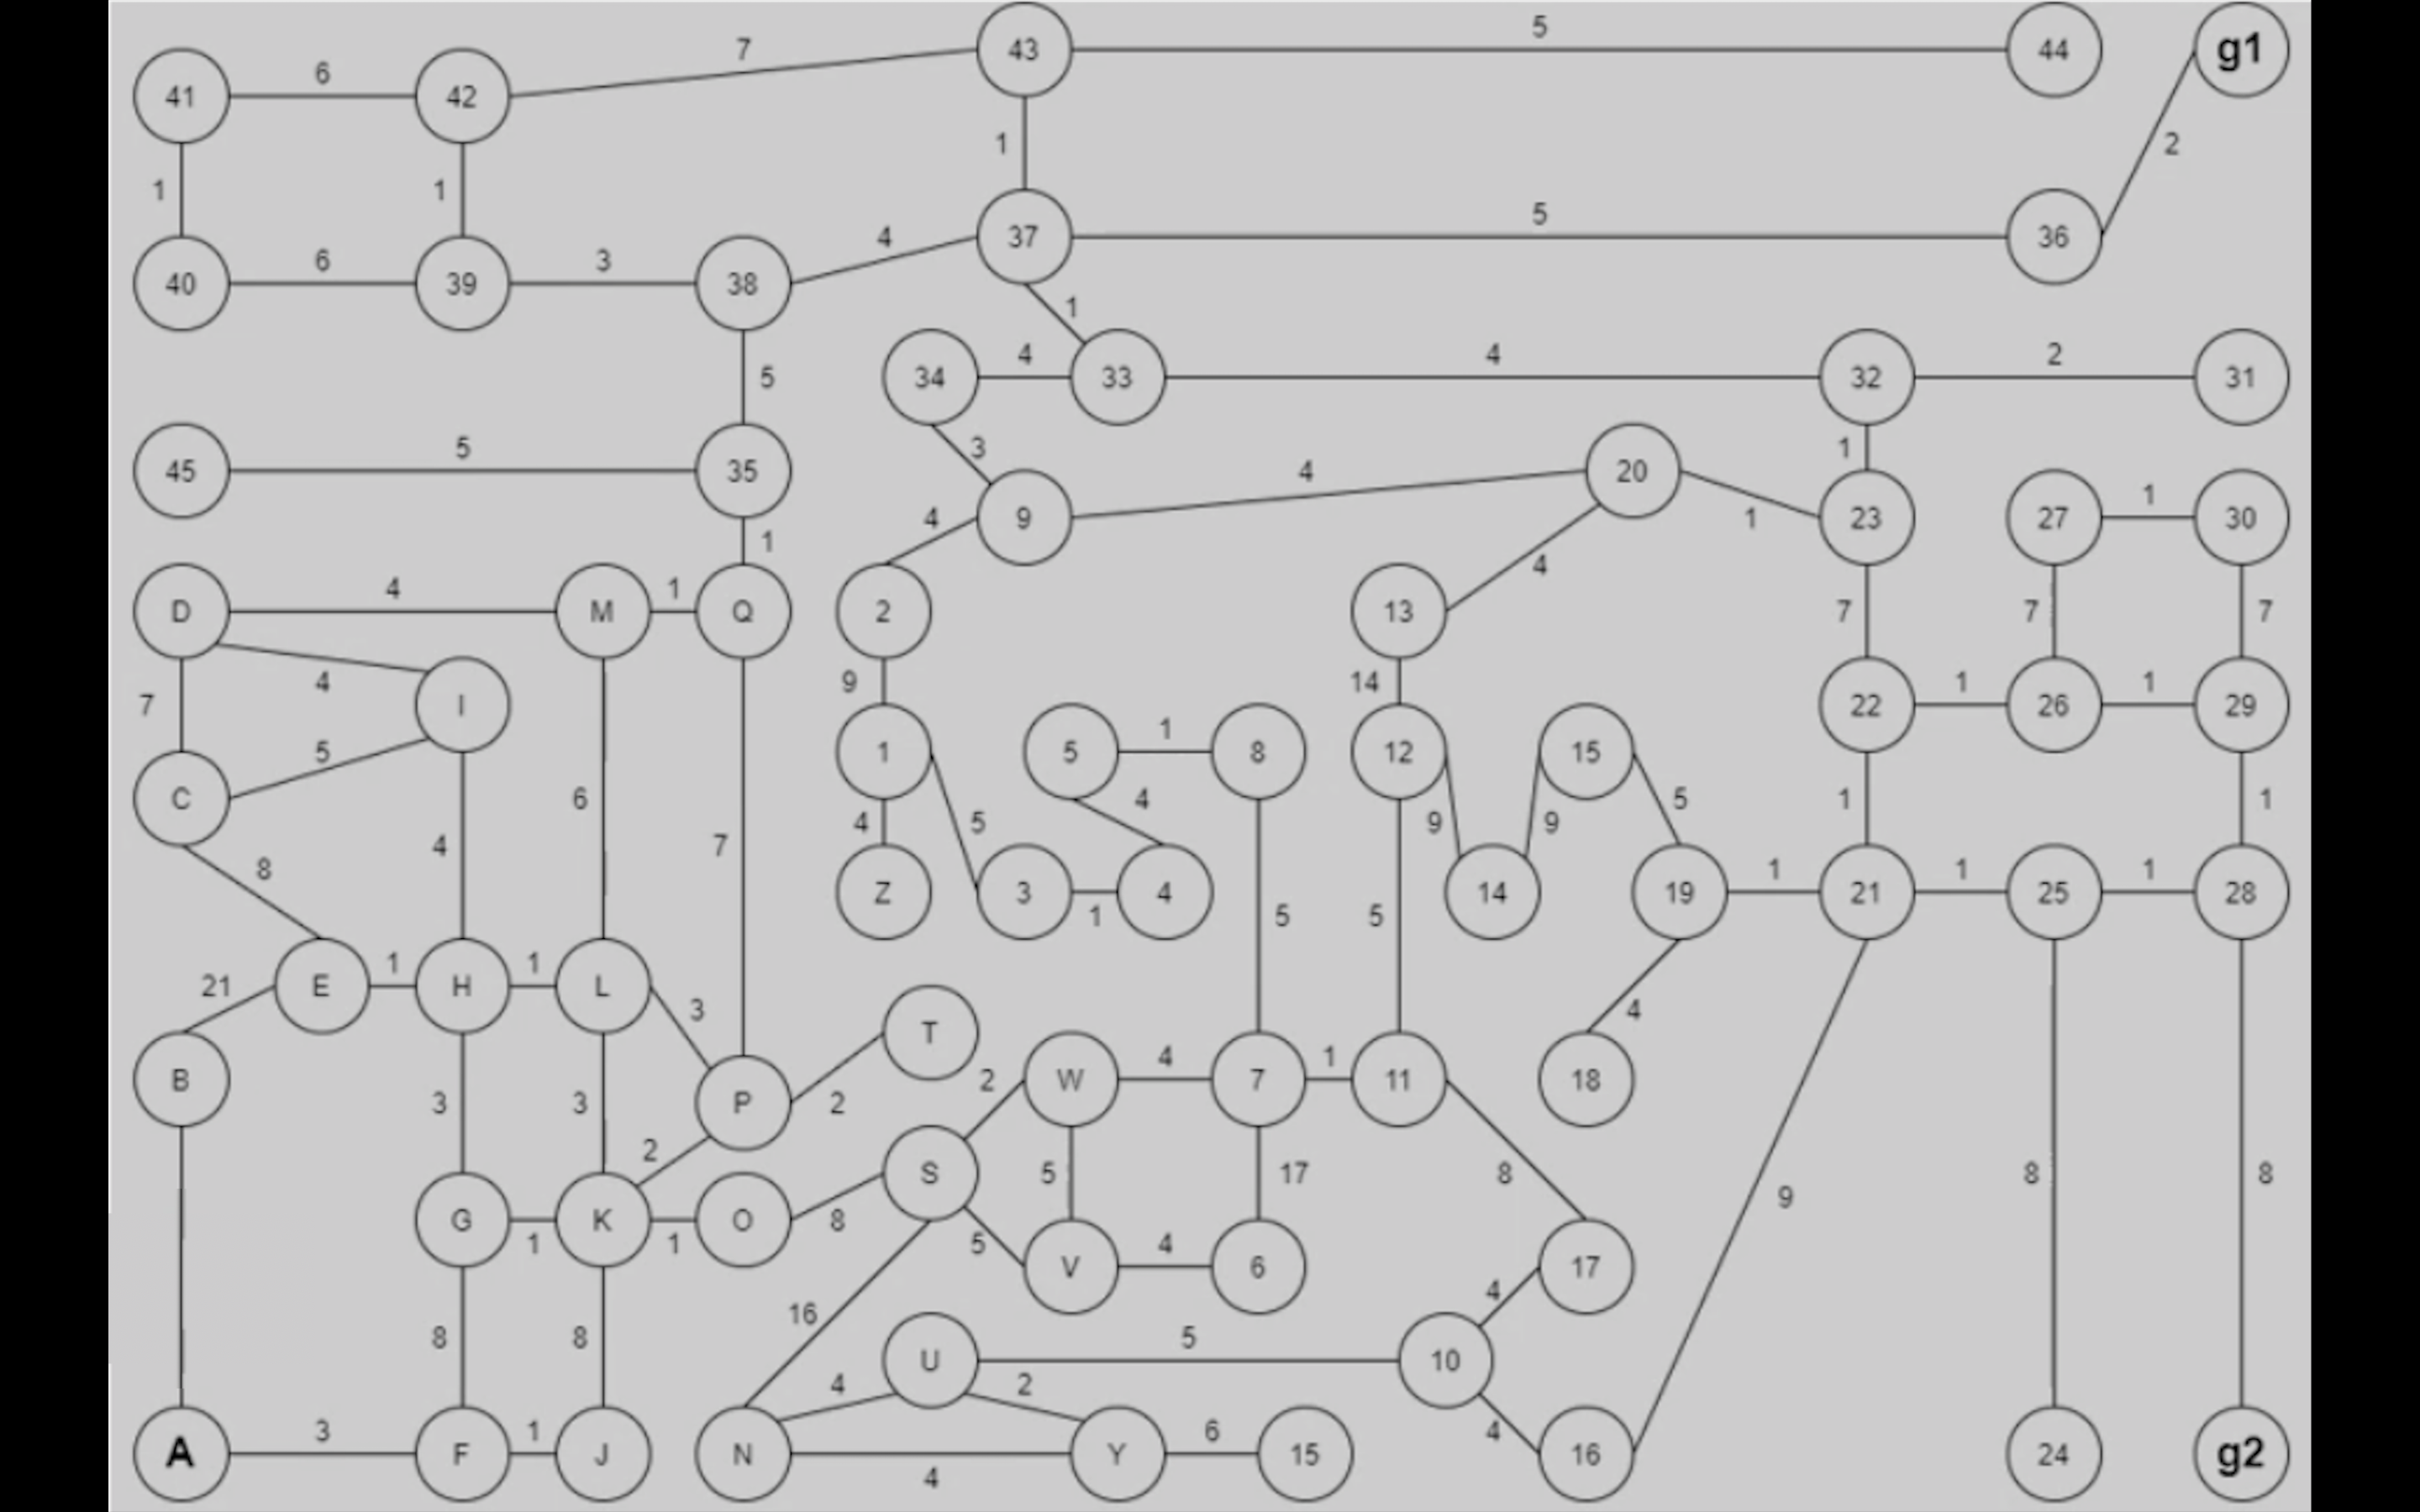 43 5 44 g1
7
41 6 42
1 1 1 2
37 5 36
4
40 6 39 3 38
1
34 4 33 4 32 2 31
5
45 5 35 3 1
9 4 20 23 27 1 30
1 4 1
D 4 M 1 Q 2 4 13 7 7 7
4 9 14
7 I 22 1 26 1 29
5 1 5 1 8 12 15
C 6 4 5 1 1
8 4 7 4 5 9 9
Z 3 1 4 14 19 1 21 1 25 1 28
5 5
21 E 1 H 1 L 3 4
T
B 2 W 4 7 1 11 18
3 3 P 2
2 S 5 17 8 9 8 8
G 1 K 1 O 8 5
V 4 6 17
16 4
8 8 U 5 10
4 2 4
A 3 F 1 J N 4 Y 6 15 16 24 g2